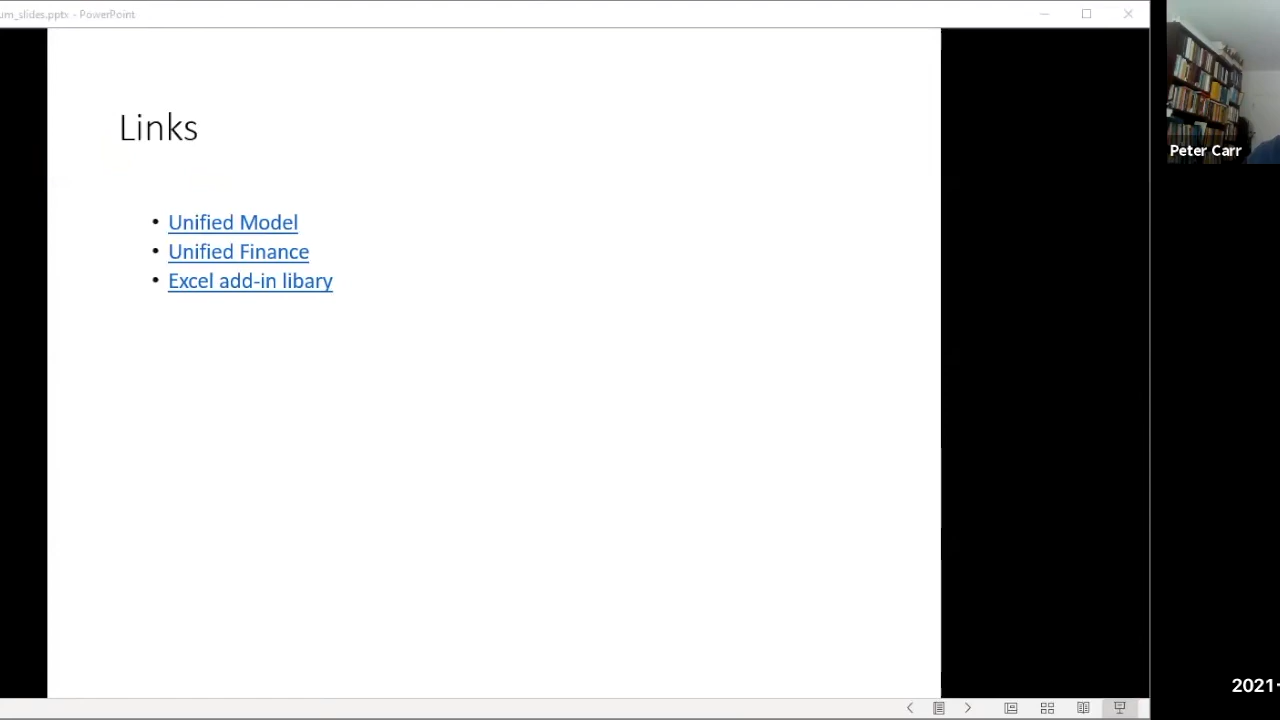 um_slides.pptx - PowerPoint
Links
• Unified Model
• Unified Finance
• Excel add-in libary
Peter Carr
2021-